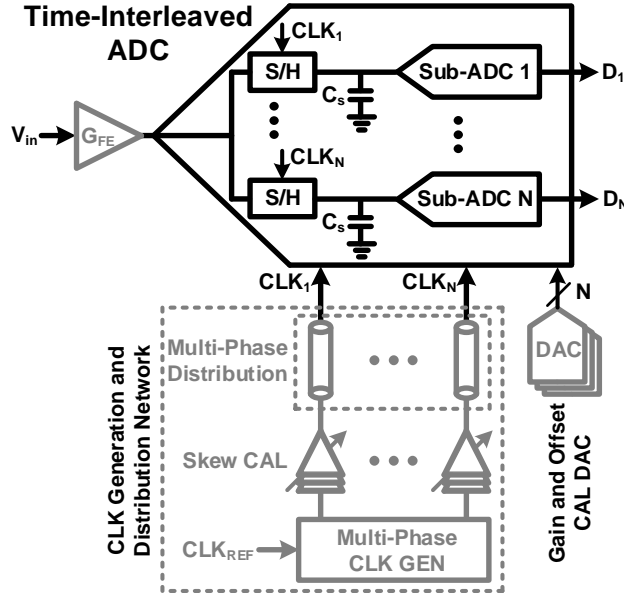 Time-Interleaved
ADC
CLK1
S/H
Sub-ADC 1
D1
Cs
Vin
GFE
CLKN
S/H
Sub-ADC N
DN
Cs
CLK1
CLKN
N
Multi-Phase
Distribution
DAC
Skew CAL
CLKREF
Multi-Phase
CLK GEN
CLK Generation and
Distribution Network
Gain and Offset
CAL DAC